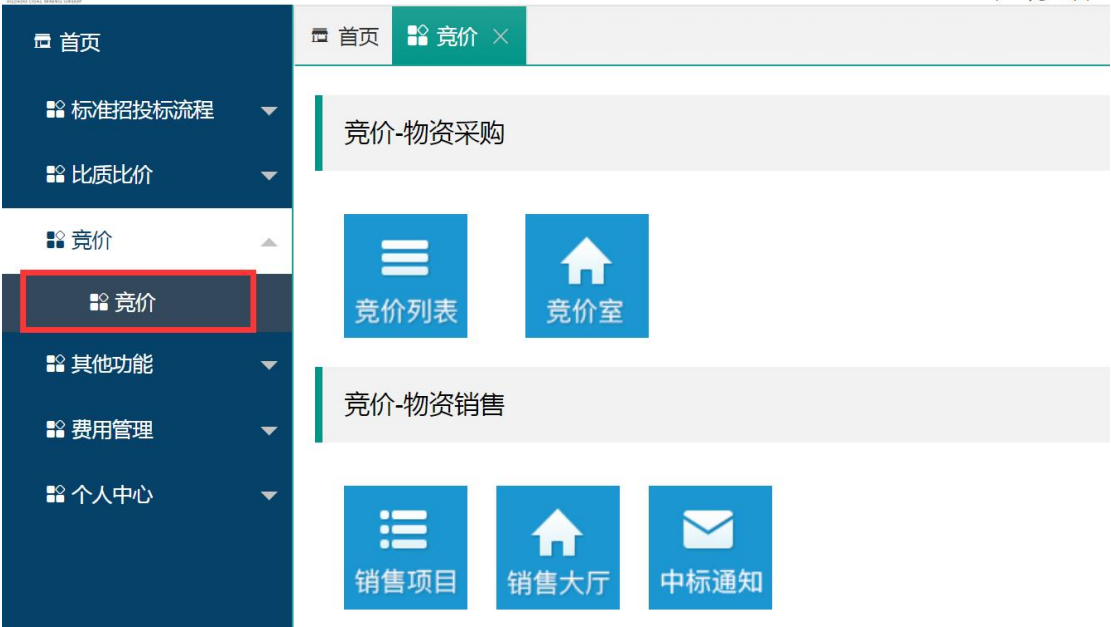 首页
标准招投标流程
比质比价
竞价
竞价
其他功能
费用管理
个人中心
首页 竞价
竞价-物资采购
竞价列表 竞价室
竞价-物资销售
销售项目 销售大厅 中标通知